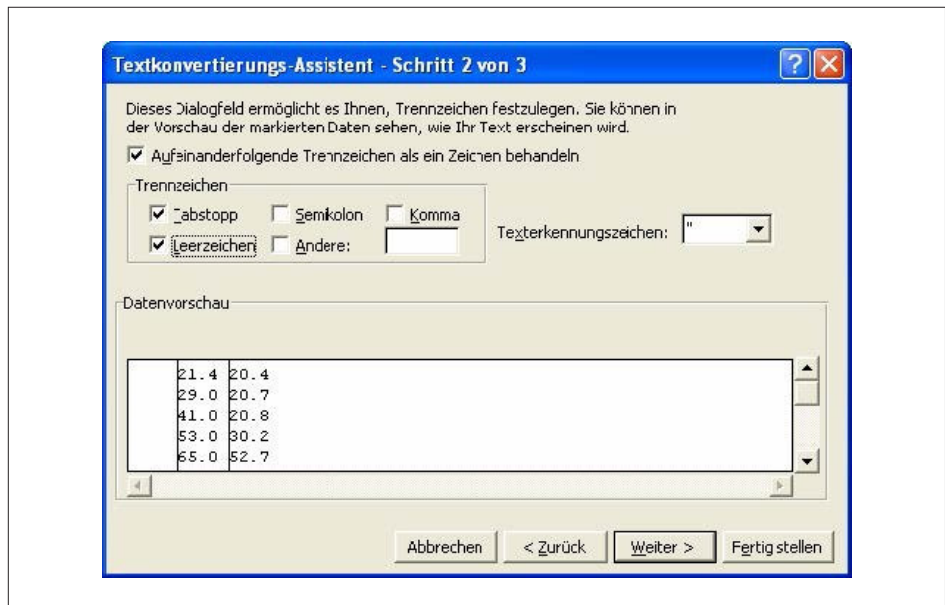 Textkonvertierungs-Assistent - Schritt 2 von 3
Dieses Dialogfeld ermöglicht es Ihnen, Trennzeichen festzulegen. Sie können in
der Vorschau der markierten Daten sehen, wie Ihr Text erscheinen wird.
Aufeinanderfolgende Trennzeichen als ein Zeichen behandeln
Trennzeichen
Tabstopp Semikolon Komma
Leerzeichen Andere:
Texterkennungszeichen: "
Datenvorschau
21.4 20.4
29.0 20.7
41.0 20.8
53.0 30.2
65.0 52.7
Abbrechen < Zurück Weiter > Fertig stellen